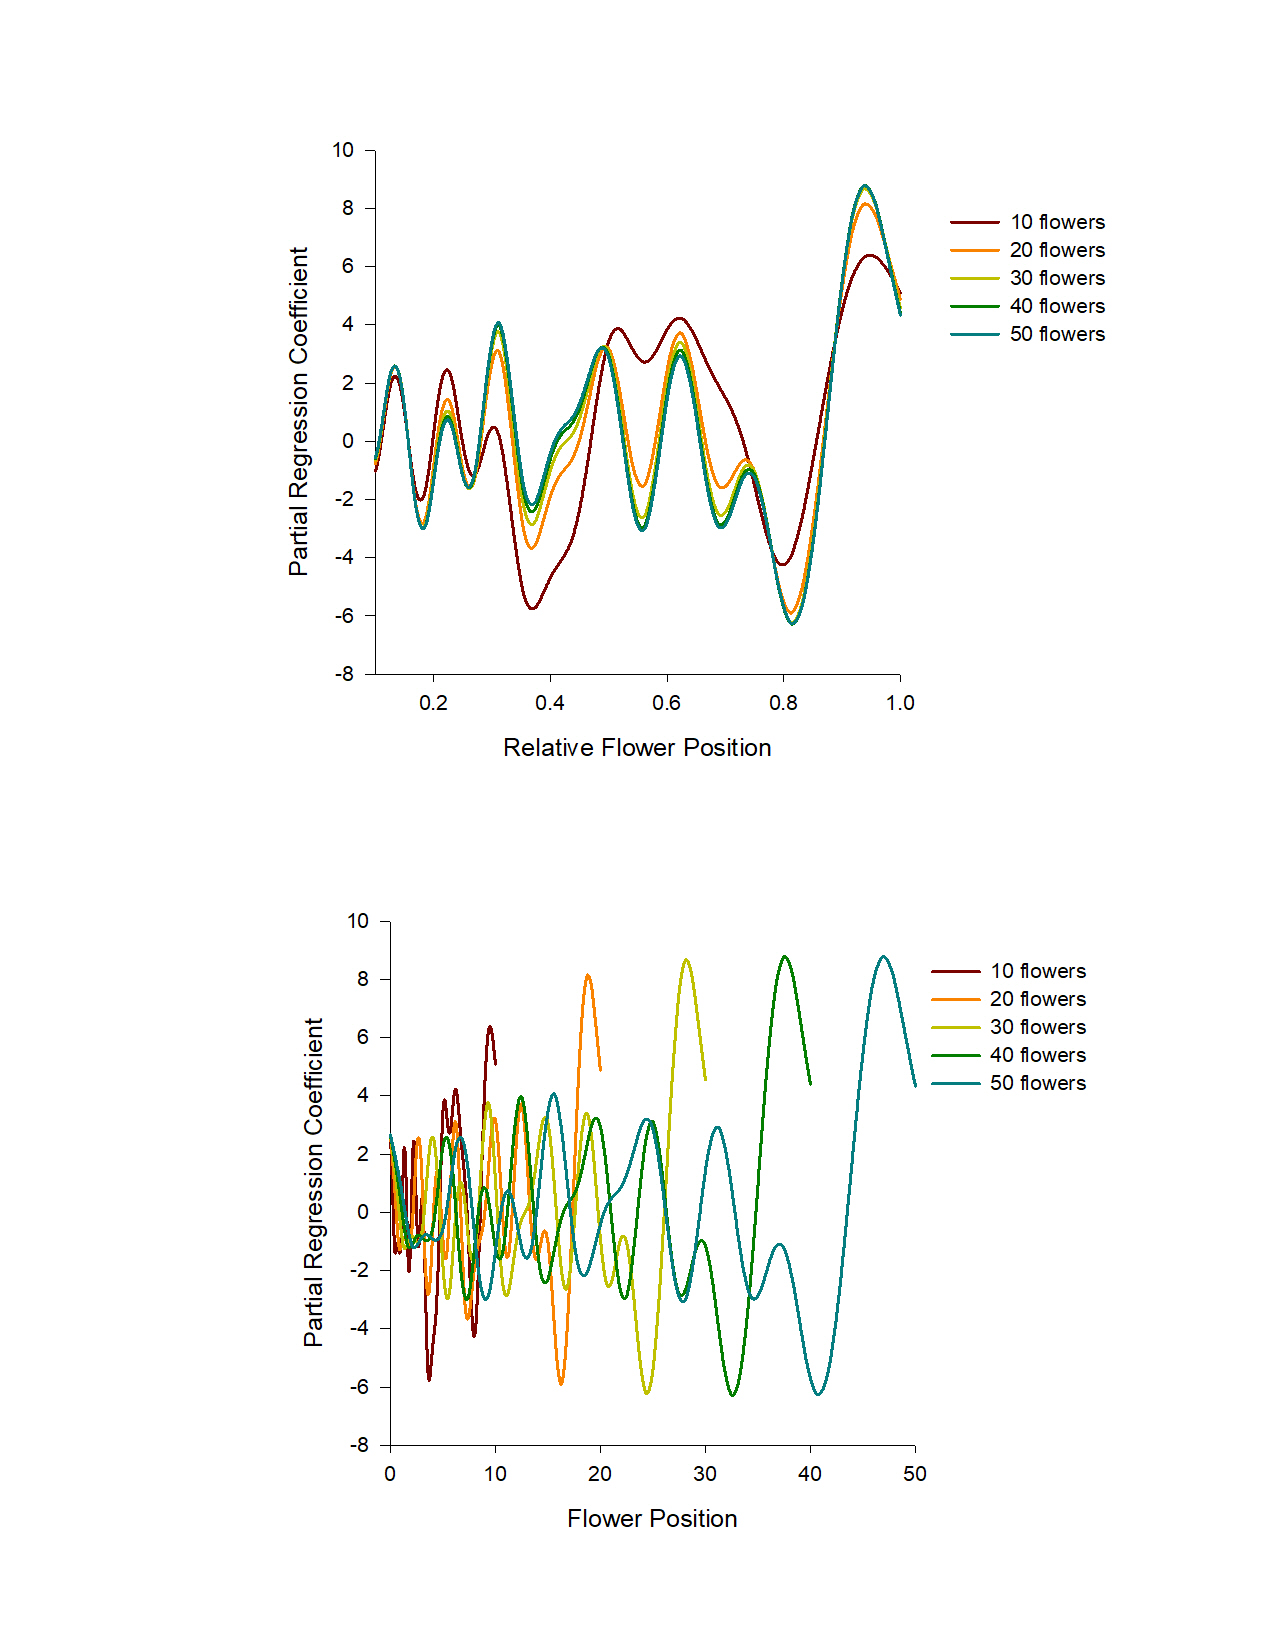 10
8
6
4
2
0
-2
-4
-6
-8
Partial Regression Coefficient
0.2 0.4 0.6 0.8 1.0
Relative Flower Position
10 flowers
20 flowers
30 flowers
40 flowers
50 flowers
10
8
6
4
2
0
-2
-4
-6
-8
Partial Regression Coefficient
0 10 20 30 40 50
Flower Position
10 flowers
20 flowers
30 flowers
40 flowers
50 flowers